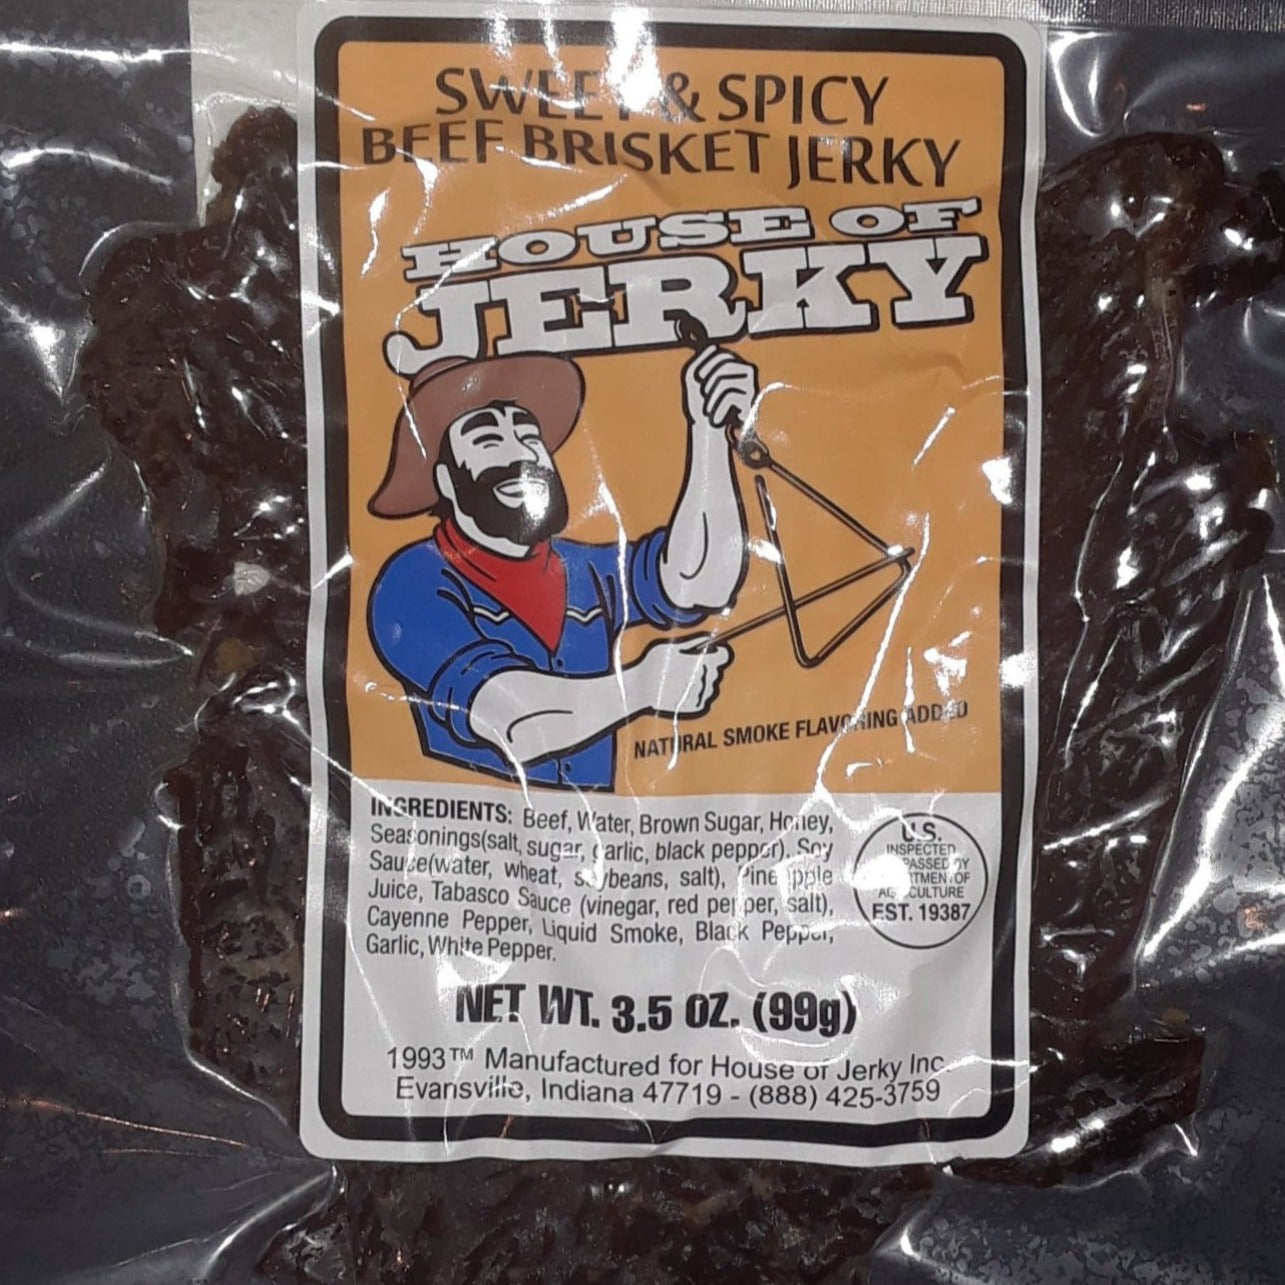 SWEET & SPICY
BEEF BRISKET JERKY
HOUSE OF
JERKY
NATURAL SMOKE FLAVORING ADDED
INGREDIENTS: Beef, Water, Brown Sugar, Honey,
Seasonings(salt, sugar, garlic, black pepper). Soy
Sauce(water, wheat, soybeans, salt), Pineapple
Juice, Tabasco Sauce (vinegar, red pepper, salt),
Cayenne Pepper, Liquid Smoke, Black Pepper,
Garlic, White Pepper.
U.S.
INSPECTED
PASSED BY
DEPARTMENT OF
AGRICULTURE
EST. 19387
NET WT. 3.5 OZ. (99g)
1993™ Manufactured for House of Jerky Inc.
Evansville, Indiana 47719 - (888) 425-3759